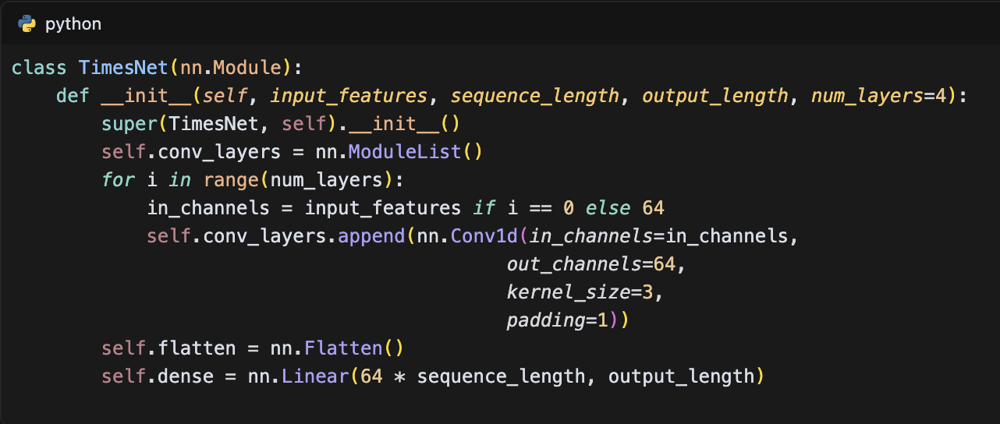 python
class TimesNet(nn.Module):
    def __init__(self, input_features, sequence_length, output_length, num_layers=4):
        super(TimesNet, self).__init__()
        self.conv_layers = nn.ModuleList()
        for i in range(num_layers):
            in_channels = input_features if i == 0 else 64
            self.conv_layers.append(nn.Conv1d(in_channels=in_channels,
                                            out_channels=64,
                                            kernel_size=3,
                                            padding=1))
        self.flatten = nn.Flatten()
        self.dense = nn.Linear(64 * sequence_length, output_length)